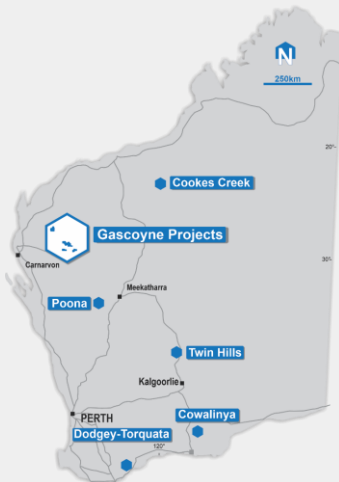 N
250km
20°
Cookes Creek
Gascoyne Projects
Carnarvon
30°
Meekatharra
Poona
Twin Hills
Kalgoorlie
Cowalinya
PERTH
Dodgey-Torquata
120°